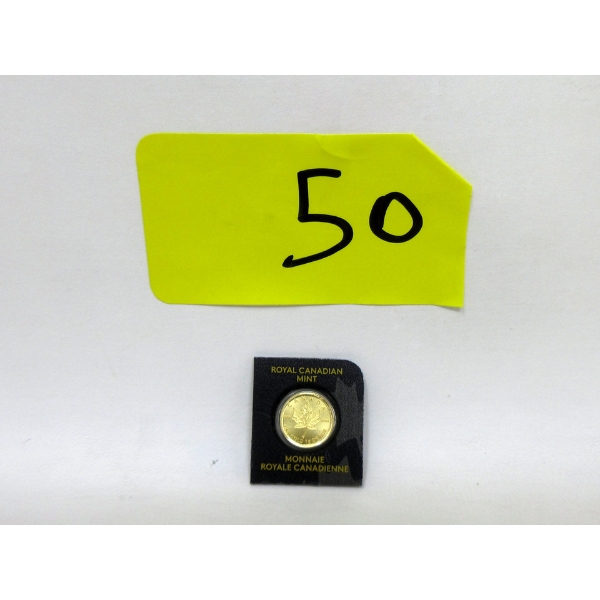 50
ROYAL CANADIAN
MINT
MONNAIE
ROYALE CANADIENNE